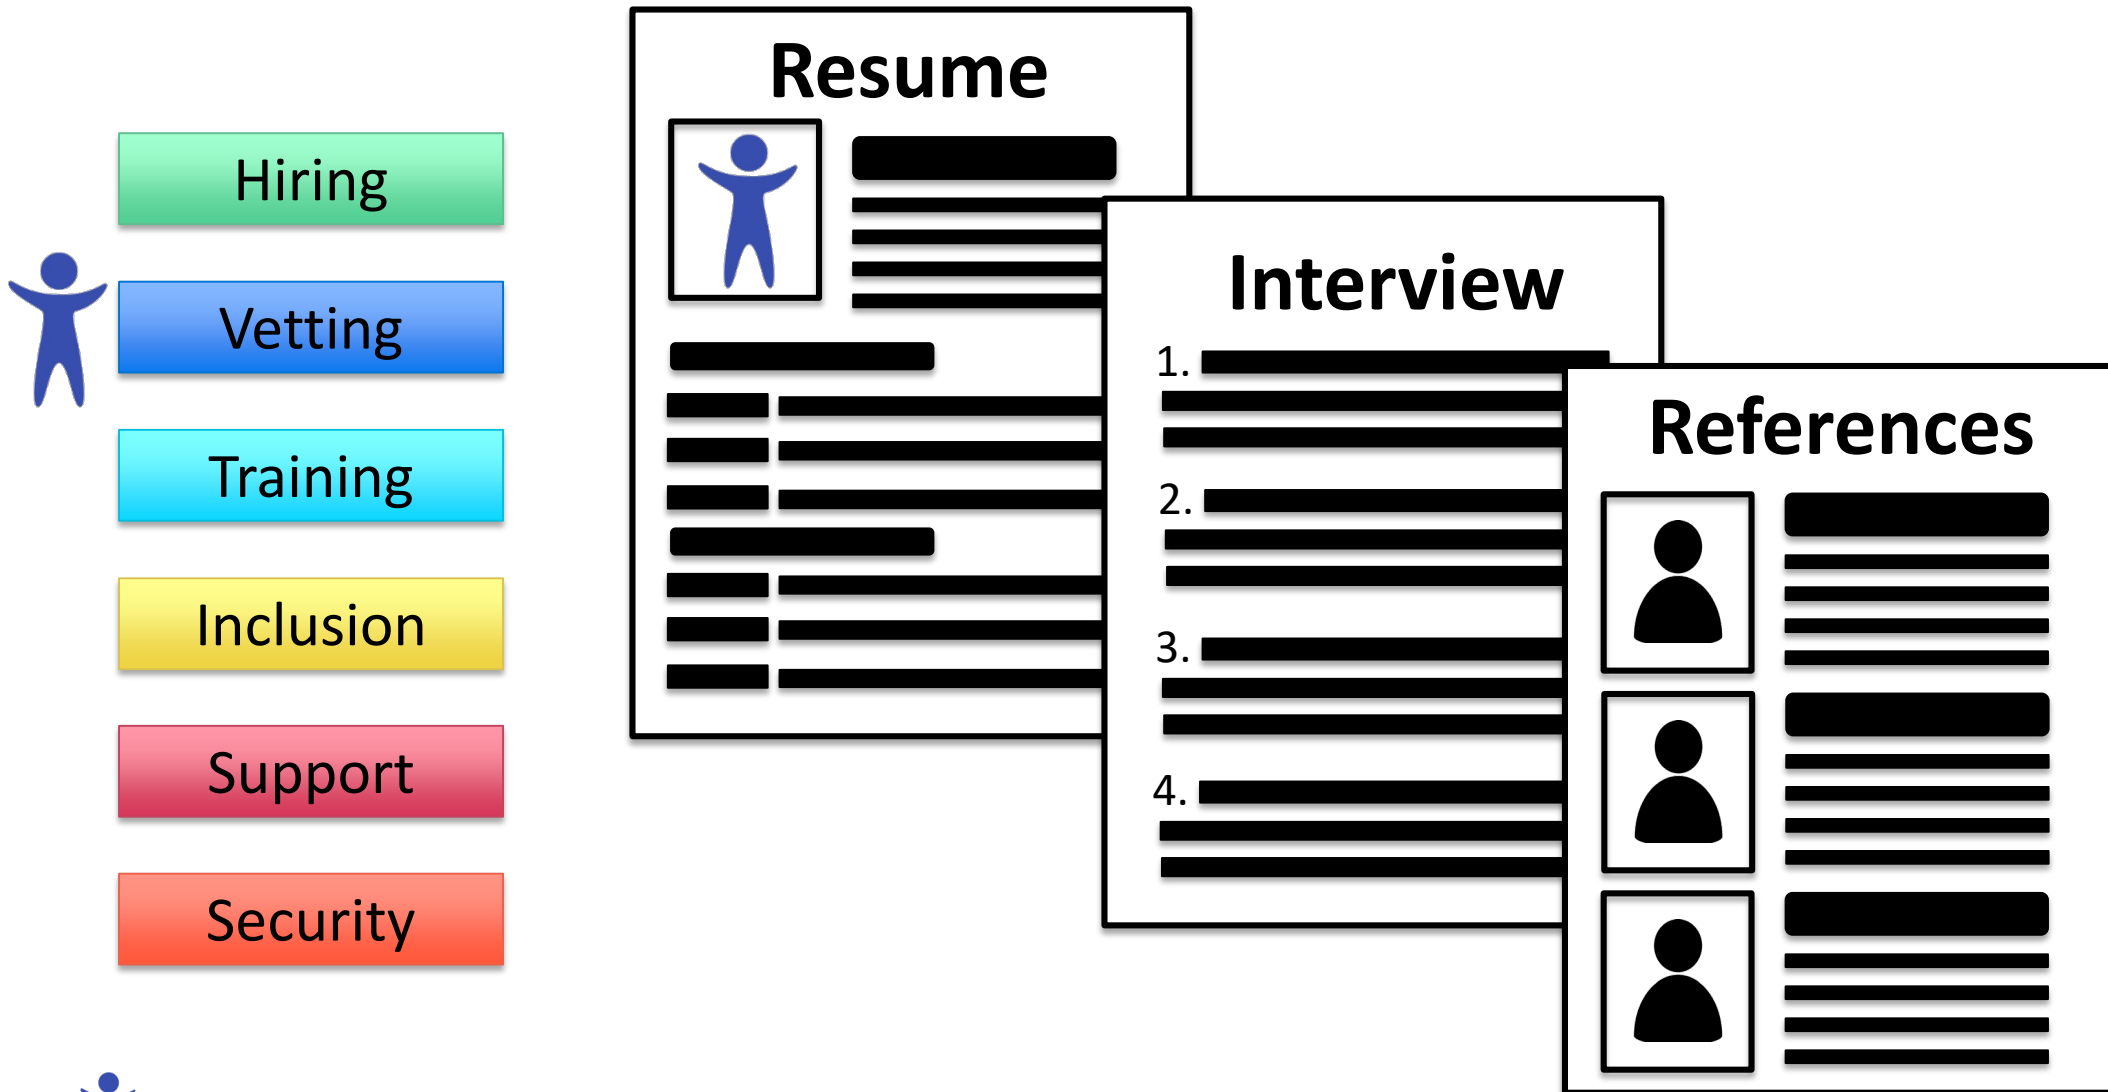 Hiring
Vetting
Training
Inclusion
Support
Security
Resume
Interview
1.
2.
3.
4.
References